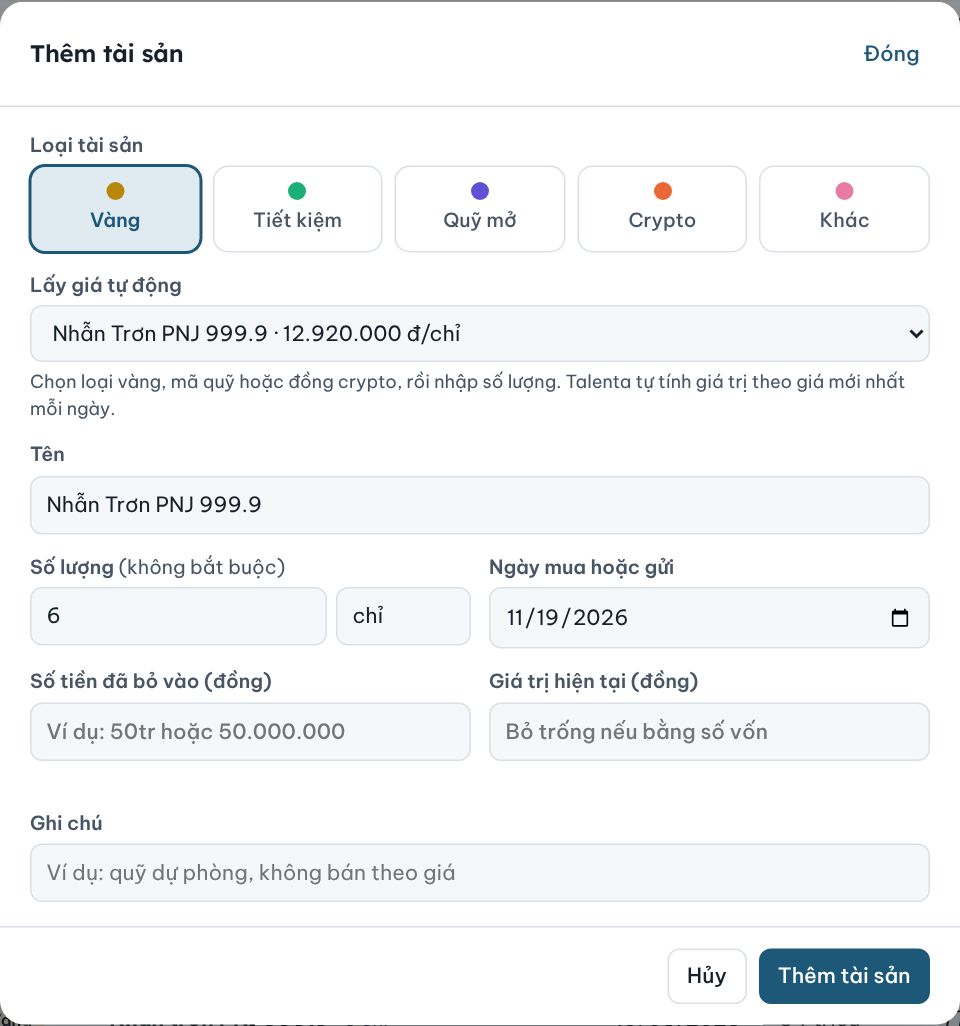 Thêm tài sản
Đóng
Loại tài sản
Vàng
Tiết kiệm
Quỹ mở
Crypto
Khác
Lấy giá tự động
Nhẫn Trơn PNJ 999.9 · 12.920.000 đ/chỉ
Chọn loại vàng, mã quỹ hoặc đồng crypto, rồi nhập số lượng. Talenta tự tính giá trị theo giá mới nhất
mỗi ngày.
Tên
Nhẫn Trơn PNJ 999.9
Số lượng (không bắt buộc)
Ngày mua hoặc gửi
6
chỉ
11/19/2026
Số tiền đã bỏ vào (đồng)
Giá trị hiện tại (đồng)
Ví dụ: 50tr hoặc 50.000.000
Bỏ trống nếu bằng số vốn
Ghi chú
Ví dụ: quỹ dự phòng, không bán theo giá
Hủy
Thêm tài sản